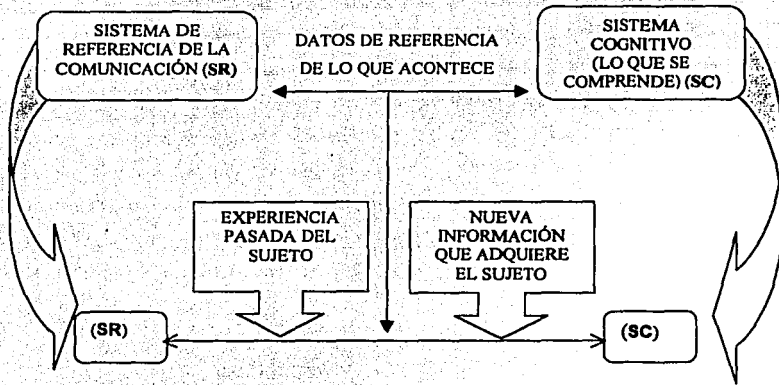 SISTEMA DE
REFERENCIA DE LA
COMUNICACIÓN (SR)
DATOS DE REFERENCIA
DE LO QUE ACONTECE
SISTEMA
COGNITIVO
(LO QUE SE
COMPRENDE) (SC)
EXPERIENCIA
PASADA DEL
SUJETO
NUEVA
INFORMACIÓN
QUE ADQUIERE
EL SUJETO
(SR)
(SC)